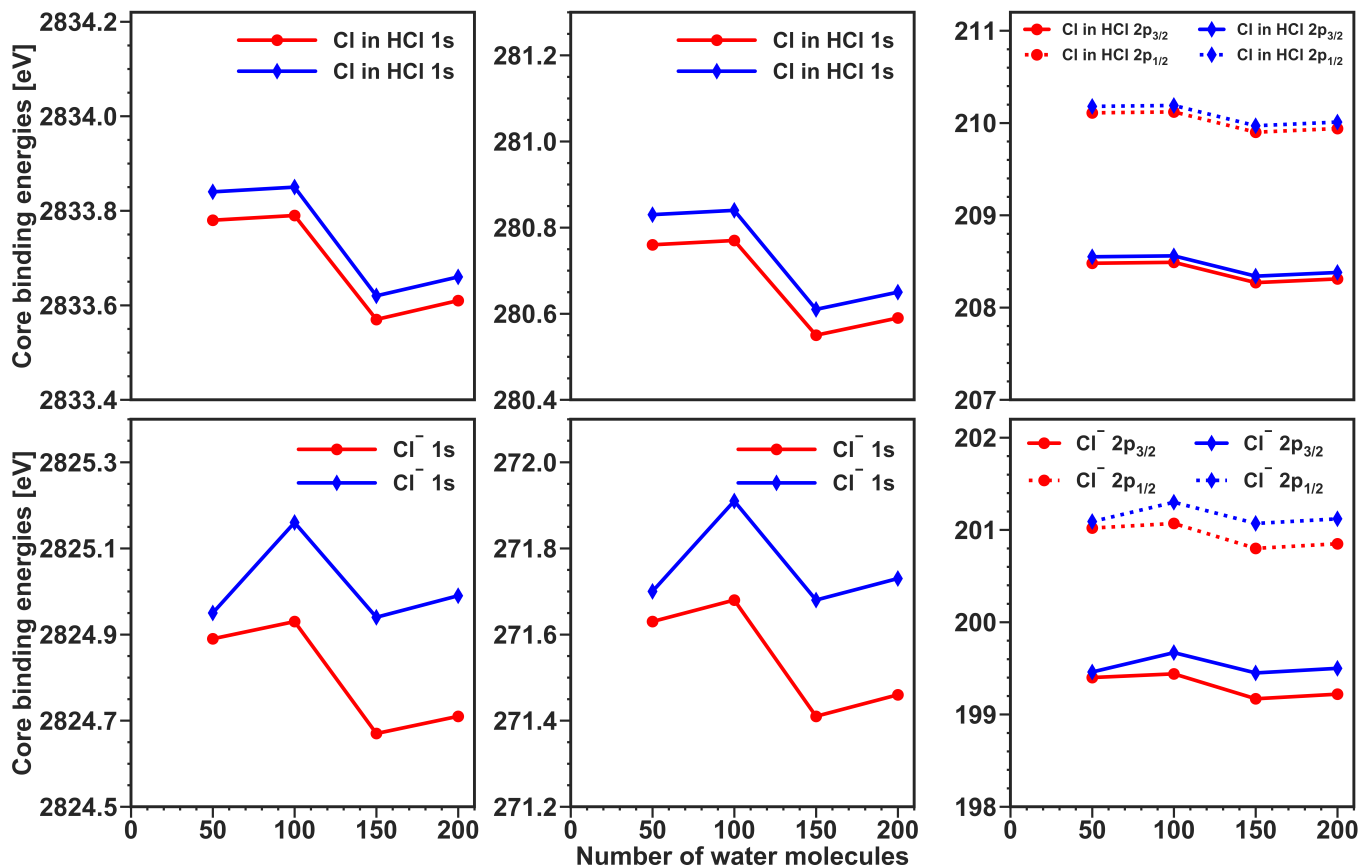 Core binding energies [eV]
2834.2
2834.0
2833.8
2833.6
2833.4
Cl in HCl 1s
Cl in HCl 1s
281.2
281.0
280.8
280.6
280.4
Cl in HCl 1s
Cl in HCl 1s
211
210
209
208
207
Cl in HCl 2p3/2
Cl in HCl 2p1/2
Cl in HCl 2p3/2
Cl in HCl 2p1/2
Core binding energies [eV]
2825.3
2825.1
2824.9
2824.7
2824.5
Cl⁻ 1s
Cl⁻ 1s
0 50 100 150 200
272.0
271.8
271.6
271.4
271.2
Cl⁻ 1s
Cl⁻ 1s
0 50 100 150 200
202
201
200
199
198
Cl⁻ 2p3/2
Cl⁻ 2p1/2
Cl⁻ 2p3/2
Cl⁻ 2p1/2
0 50 100 150 200
Number of water molecules